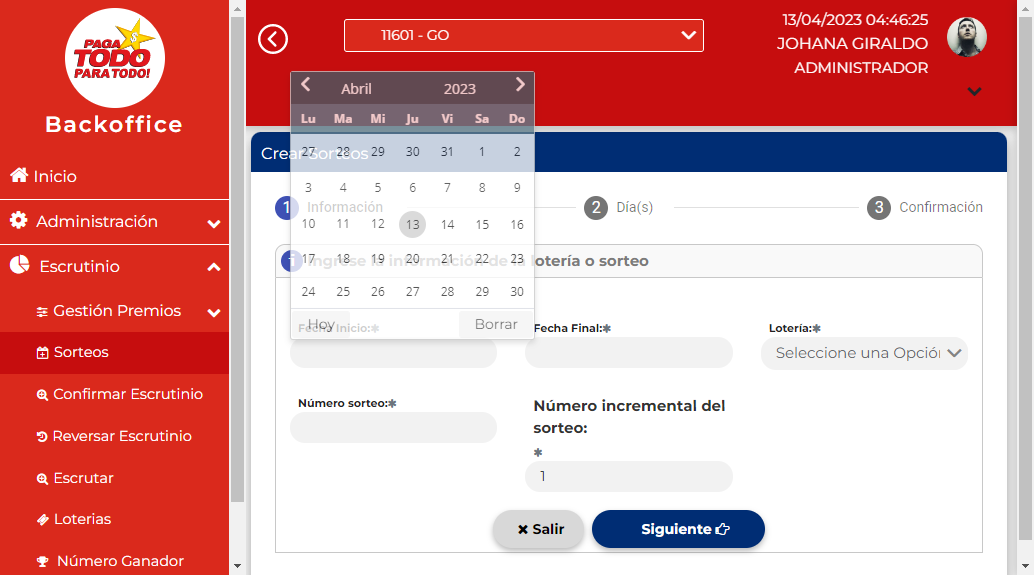 PAGA
TODO
PARA TODO!
Backoffice
Inicio
Administración
Escrutinio
Gestión Premios
Sorteos
Confirmar Escrutinio
Reversar Escrutinio
Escrutar
Loterias
Número Ganador
11601 - GO
13/04/2023 04:46:25
JOHANA GIRALDO
ADMINISTRADOR
Abril 2023
Lu Ma Mi Ju Vi Sa Do
27 28 29 30 31 1 2
3 4 5 6 7 8 9
10 11 12 13 14 15 16
17 18 19 20 21 22 23
24 25 26 27 28 29 30
Hoy Borrar
Crear Sorteos
1 Información 2 Día(s) 3 Confirmación
Ingrese la información de la lotería o sorteo
Fecha Inicio:* Fecha Final:* Lotería:*
Seleccione una Opción
Número sorteo:* Número incremental del
sorteo:
*
1
Salir Siguiente